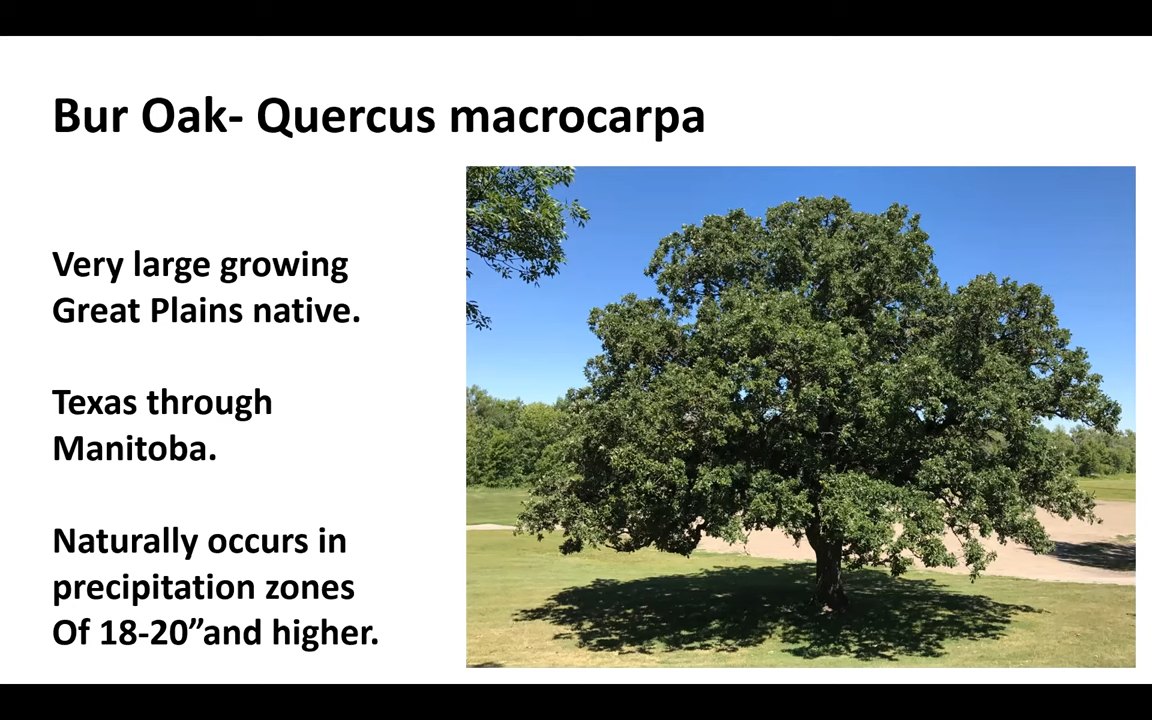 Bur Oak- Quercus macrocarpa
Very large growing
Great Plains native.
Texas through
Manitoba.
Naturally occurs in
precipitation zones
Of 18-20”and higher.